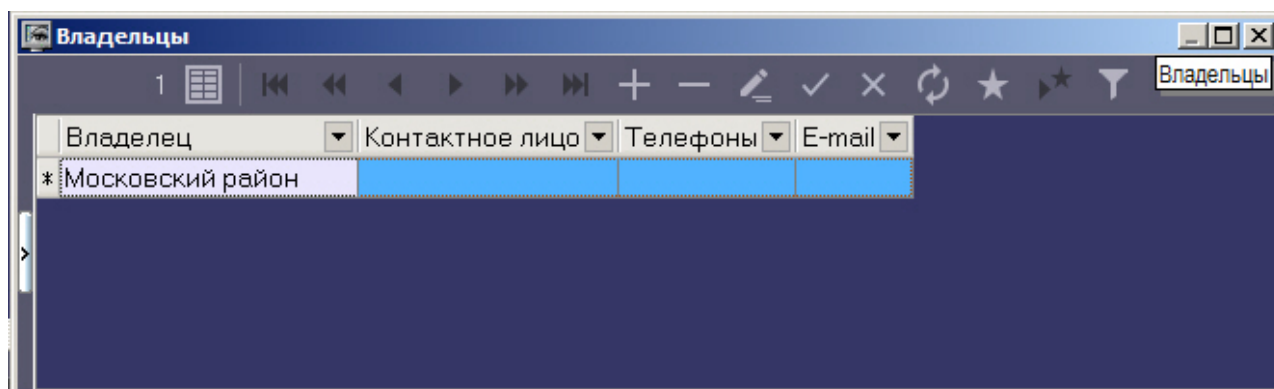 Владельцы
1
Владельцы
Владелец Контактное лицо Телефоны E-mail
* Московский район